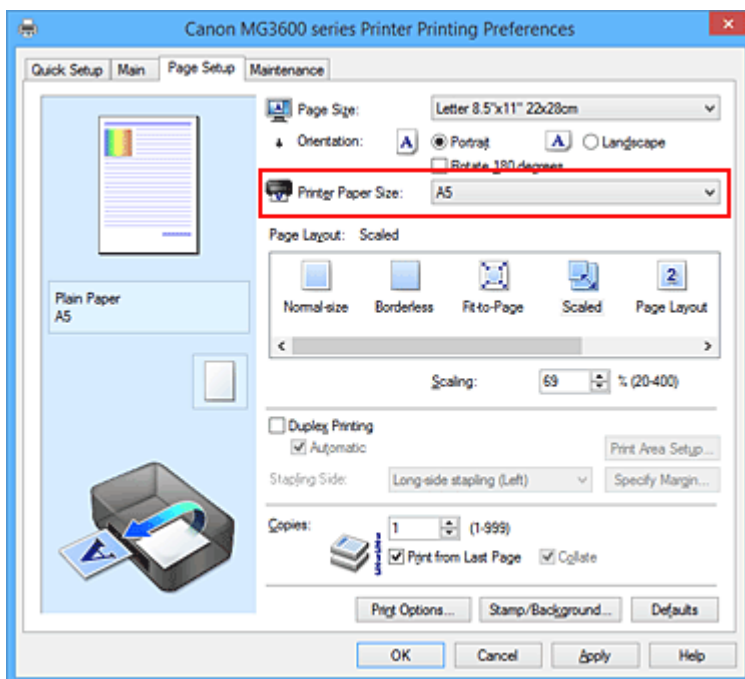 Canon MG3600 series Printer Printing Preferences
Quick Setup Main Page Setup Maintenance
Page Size: Letter 8.5"x11" 22x28cm
Orientation: A Portrait A Landscape
Rotate 180 degrees
Printer Paper Size: A5
Page Layout: Scaled
Normal-size Borderless Fit-to-Page Scaled Page Layout
Plain Paper
A5
Scaling: 69 % (20-400)
Duplex Printing
Automatic Print Area Setup...
Stapling Side: Long-side stapling (Left) Specify Margin...
Copies: 1 (1-999)
Print from Last Page Collate
Print Options... Stamp/Background... Defaults
OK Cancel Apply Help